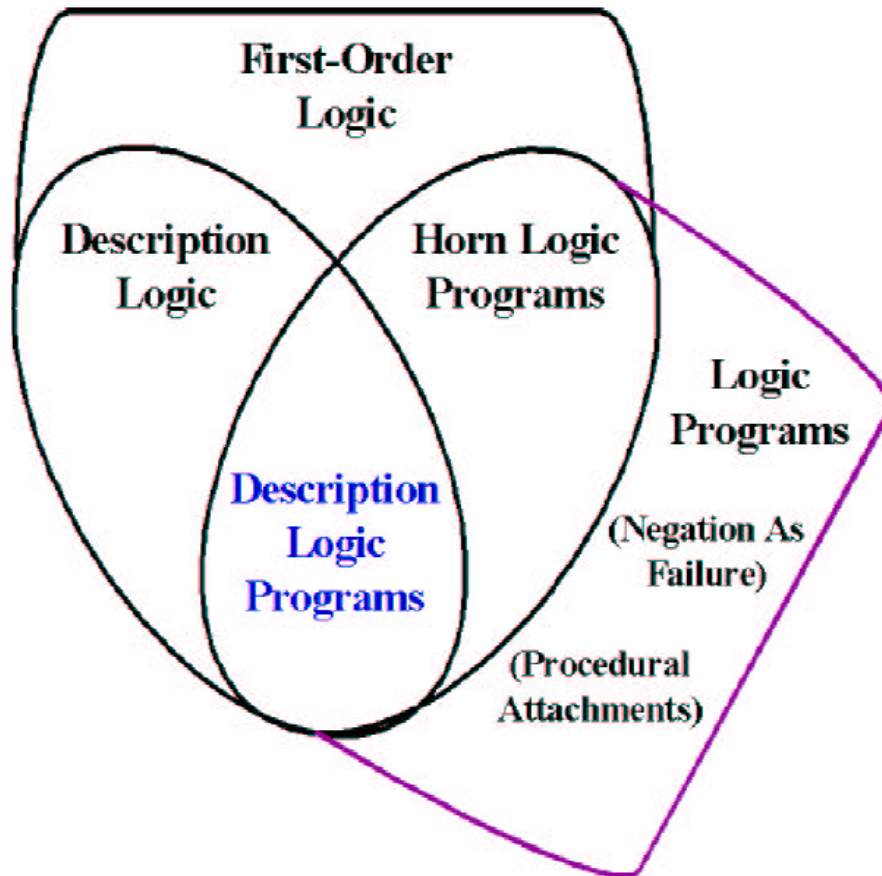 First-Order
Logic
Description
Logic
Horn Logic
Programs
Logic
Programs
Description
Logic
Programs
(Negation As
Failure)
(Procedural
Attachments)